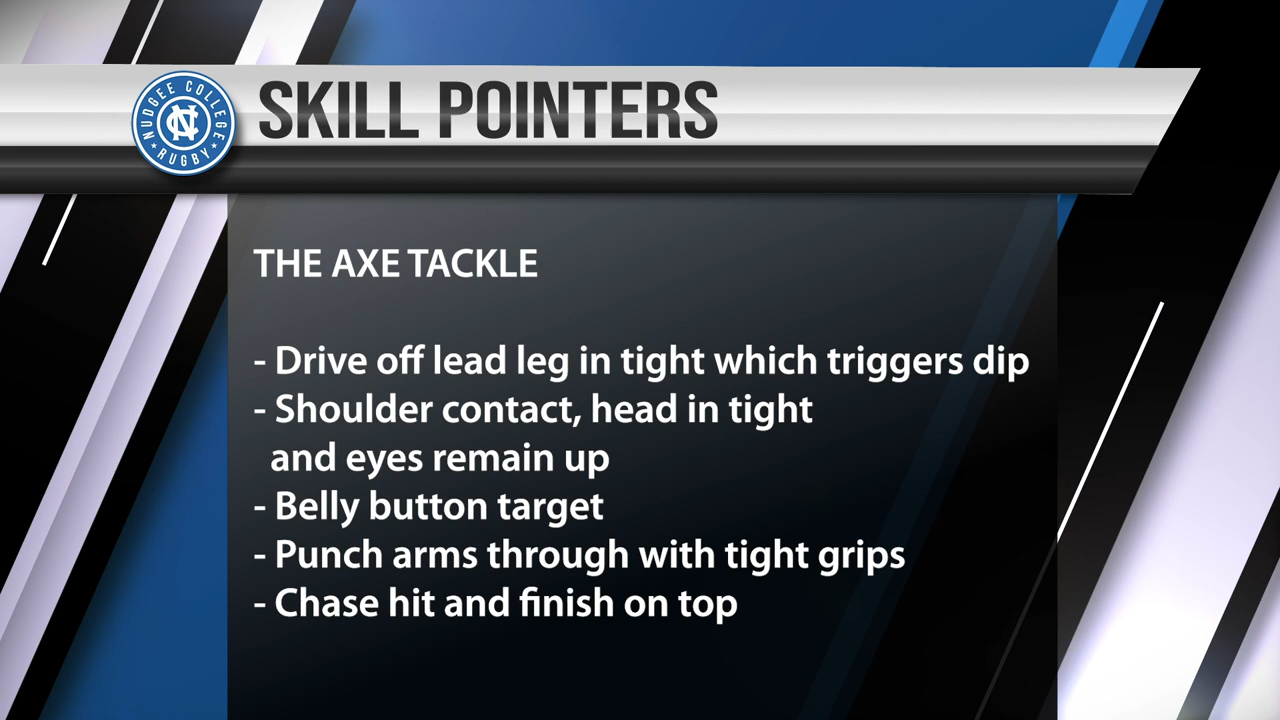 NUDGEE COLLEGE
NC
RUGBY
SKILL POINTERS
THE AXE TACKLE
- Drive off lead leg in tight which triggers dip
- Shoulder contact, head in tight
and eyes remain up
- Belly button target
- Punch arms through with tight grips
- Chase hit and finish on top